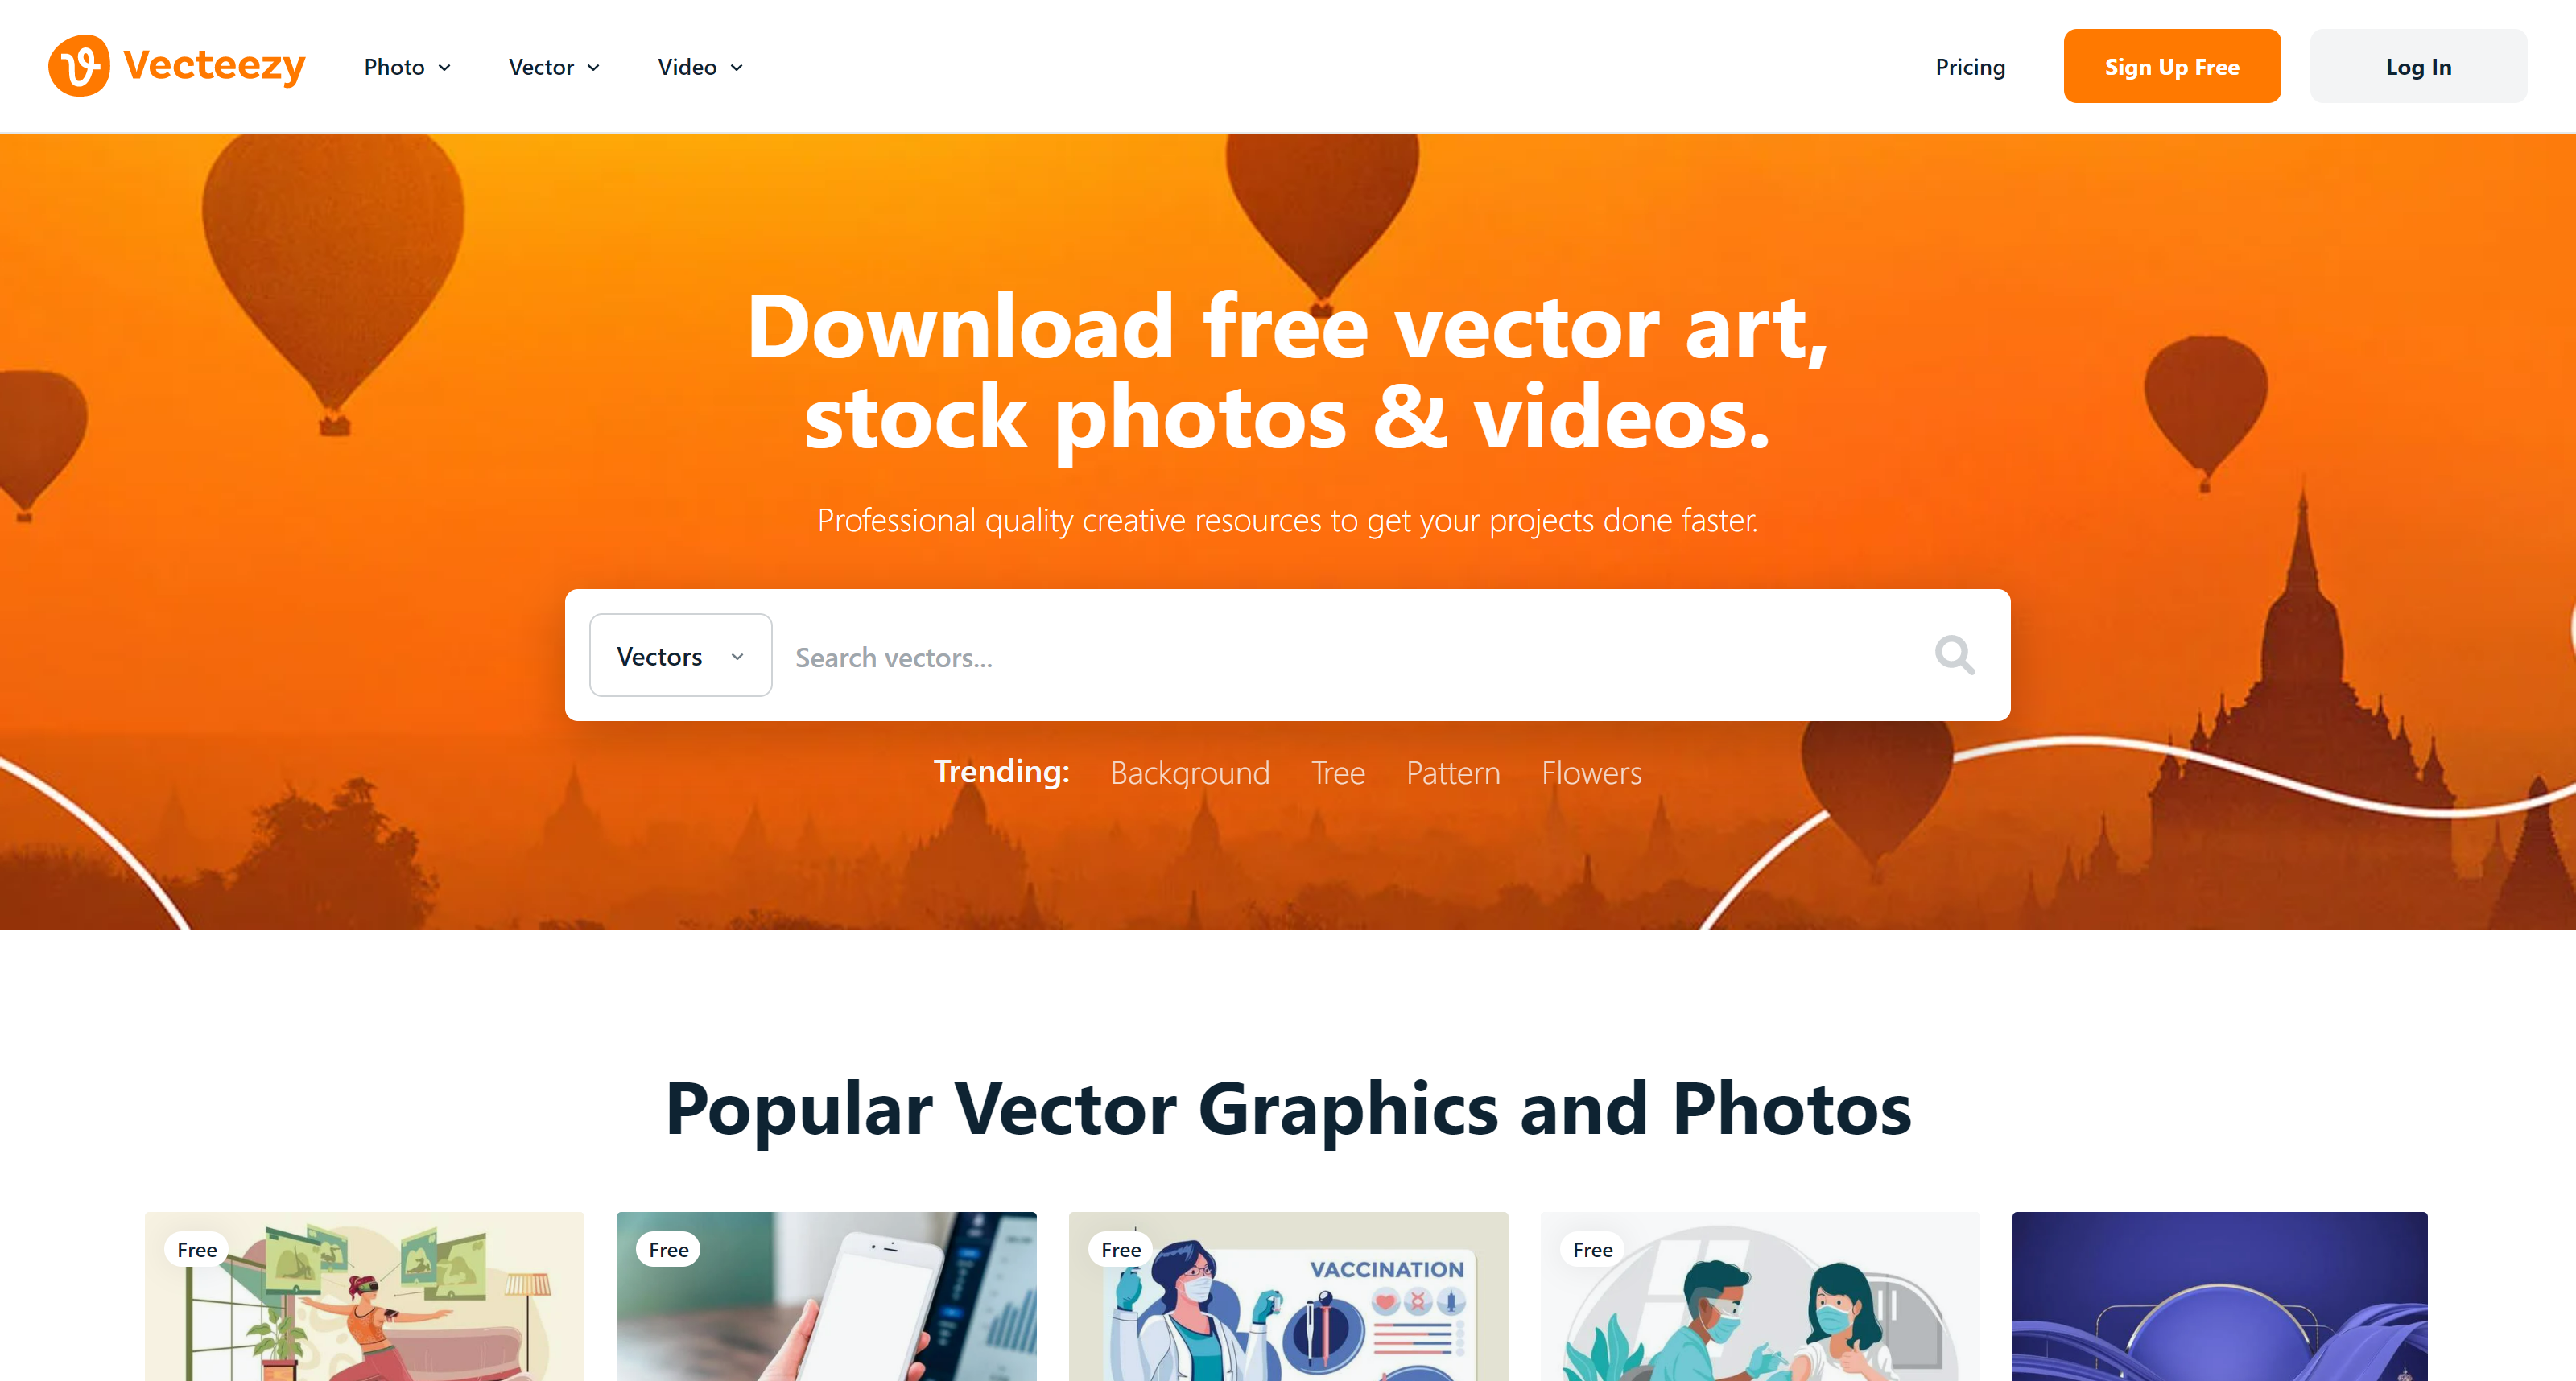 Vecteezy
Photo
Vector
Video
Pricing
Sign Up Free
Log In
Download free vector art,
stock photos & videos.
Professional quality creative resources to get your projects done faster.
Vectors
Search vectors...
Trending:
Background
Tree
Pattern
Flowers
Popular Vector Graphics and Photos
Free
Free
Free
VACCINATION
Free